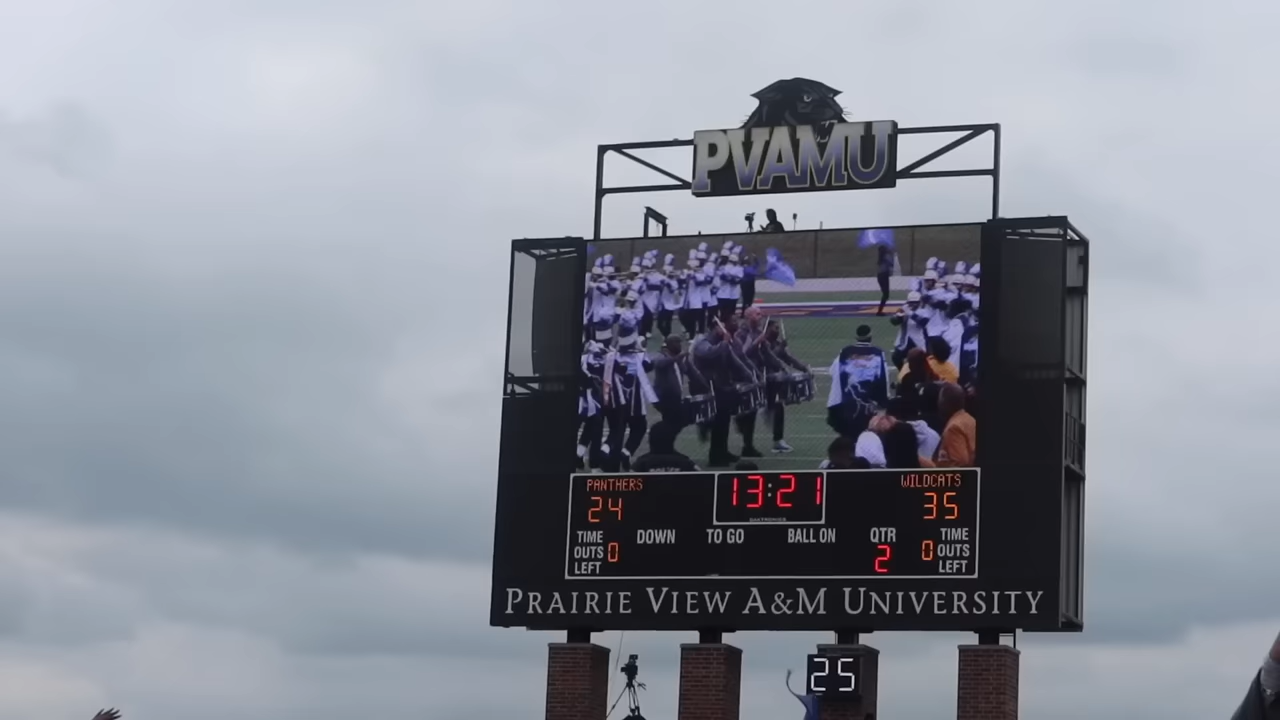 PVAMU
PANTHERS 13:21 WILDCATS
24 35
DAKTRONICS
TIME OUTS LEFT 0 DOWN TO GO BALL ON QTR 2 0 TIME OUTS LEFT
PRAIRIE VIEW A&M UNIVERSITY
25